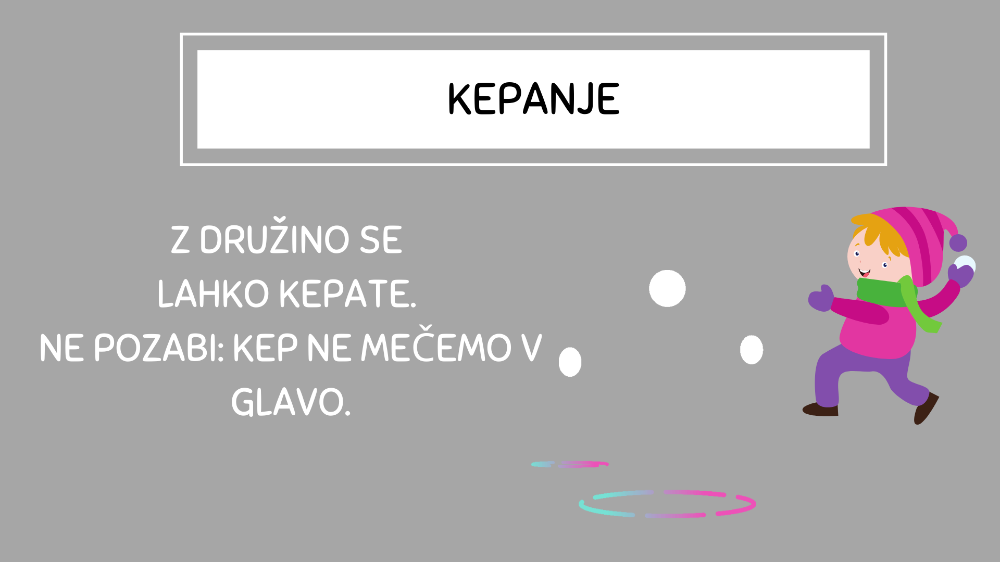 KEPANJE
Z DRUŽINO SE
LAHKO KEPATE.
NE POZABI: KEP NE MEČEMO V
GLAVO.